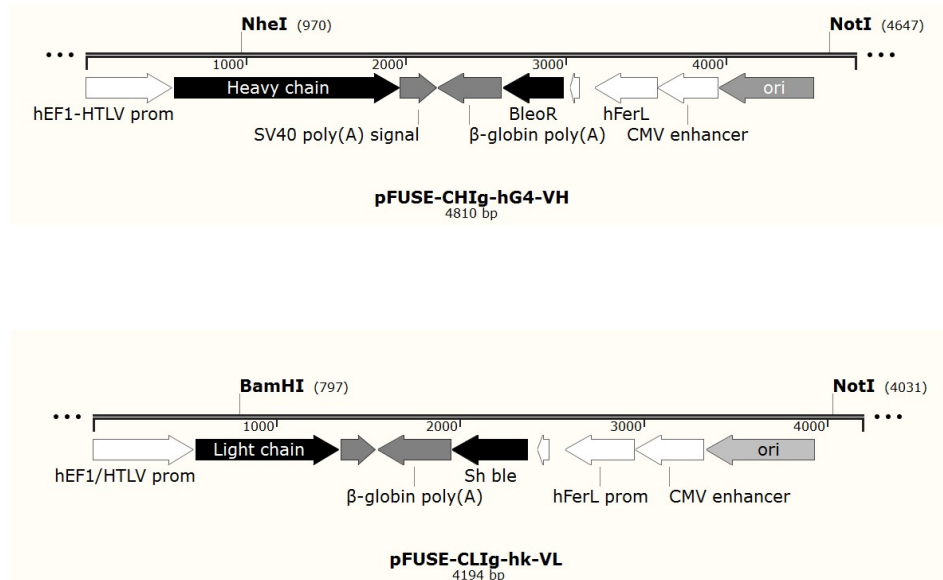 NheI (970)
NotI (4647)
1000
2000
3000
4000
Heavy chain
ori
hEF1-HTLV prom
BleoR
hFerL
SV40 poly(A) signal
β-globin poly(A)
CMV enhancer
pFUSE-CHIg-hG4-VH
4810 bp
BamHI (797)
NotI (4031)
1000
2000
3000
4000
Light chain
ori
hEF1/HTLV prom
Sh ble
β-globin poly(A)
hFerL prom
CMV enhancer
pFUSE-CLIg-hk-VL
4194 bp